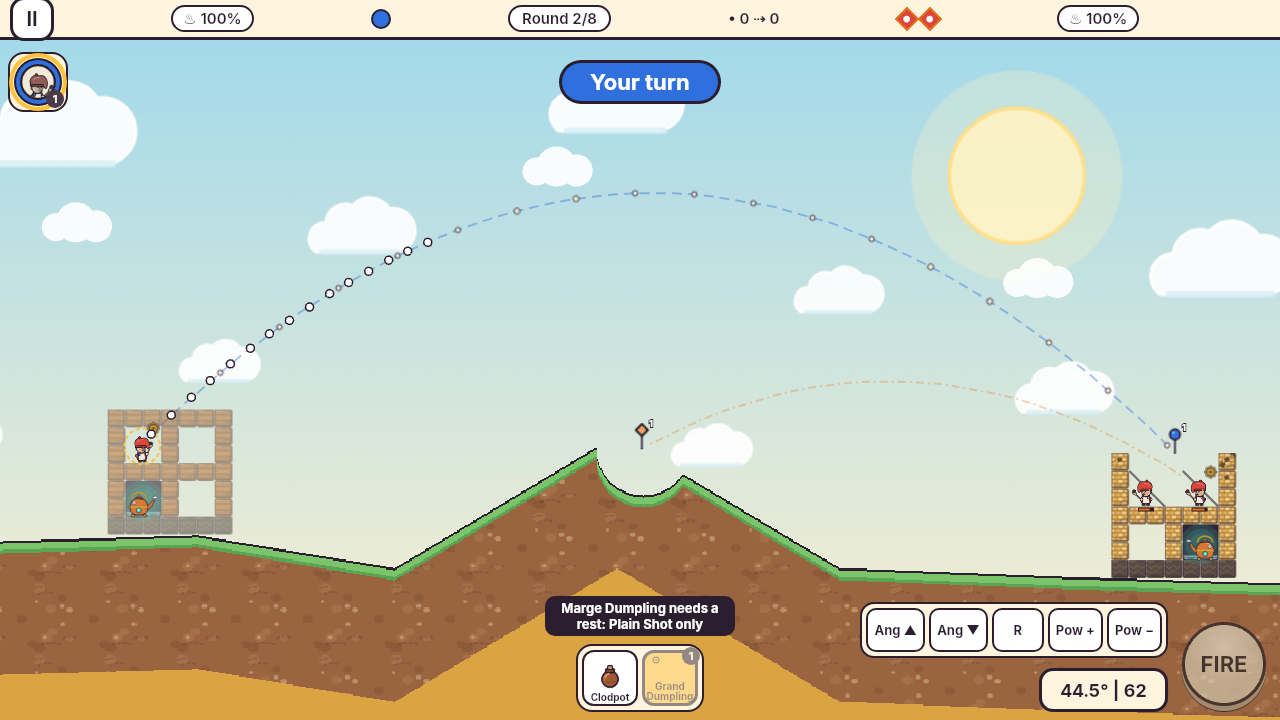 100%
Round 2/8
• 0 ⇢ 0
100%
1
Your turn
1
1
Marge Dumpling needs a
rest: Plain Shot only
1
Clodpot
Grand
Dumpling
Ang ▲
Ang ▼
R
Pow +
Pow −
44.5° | 62
FIRE